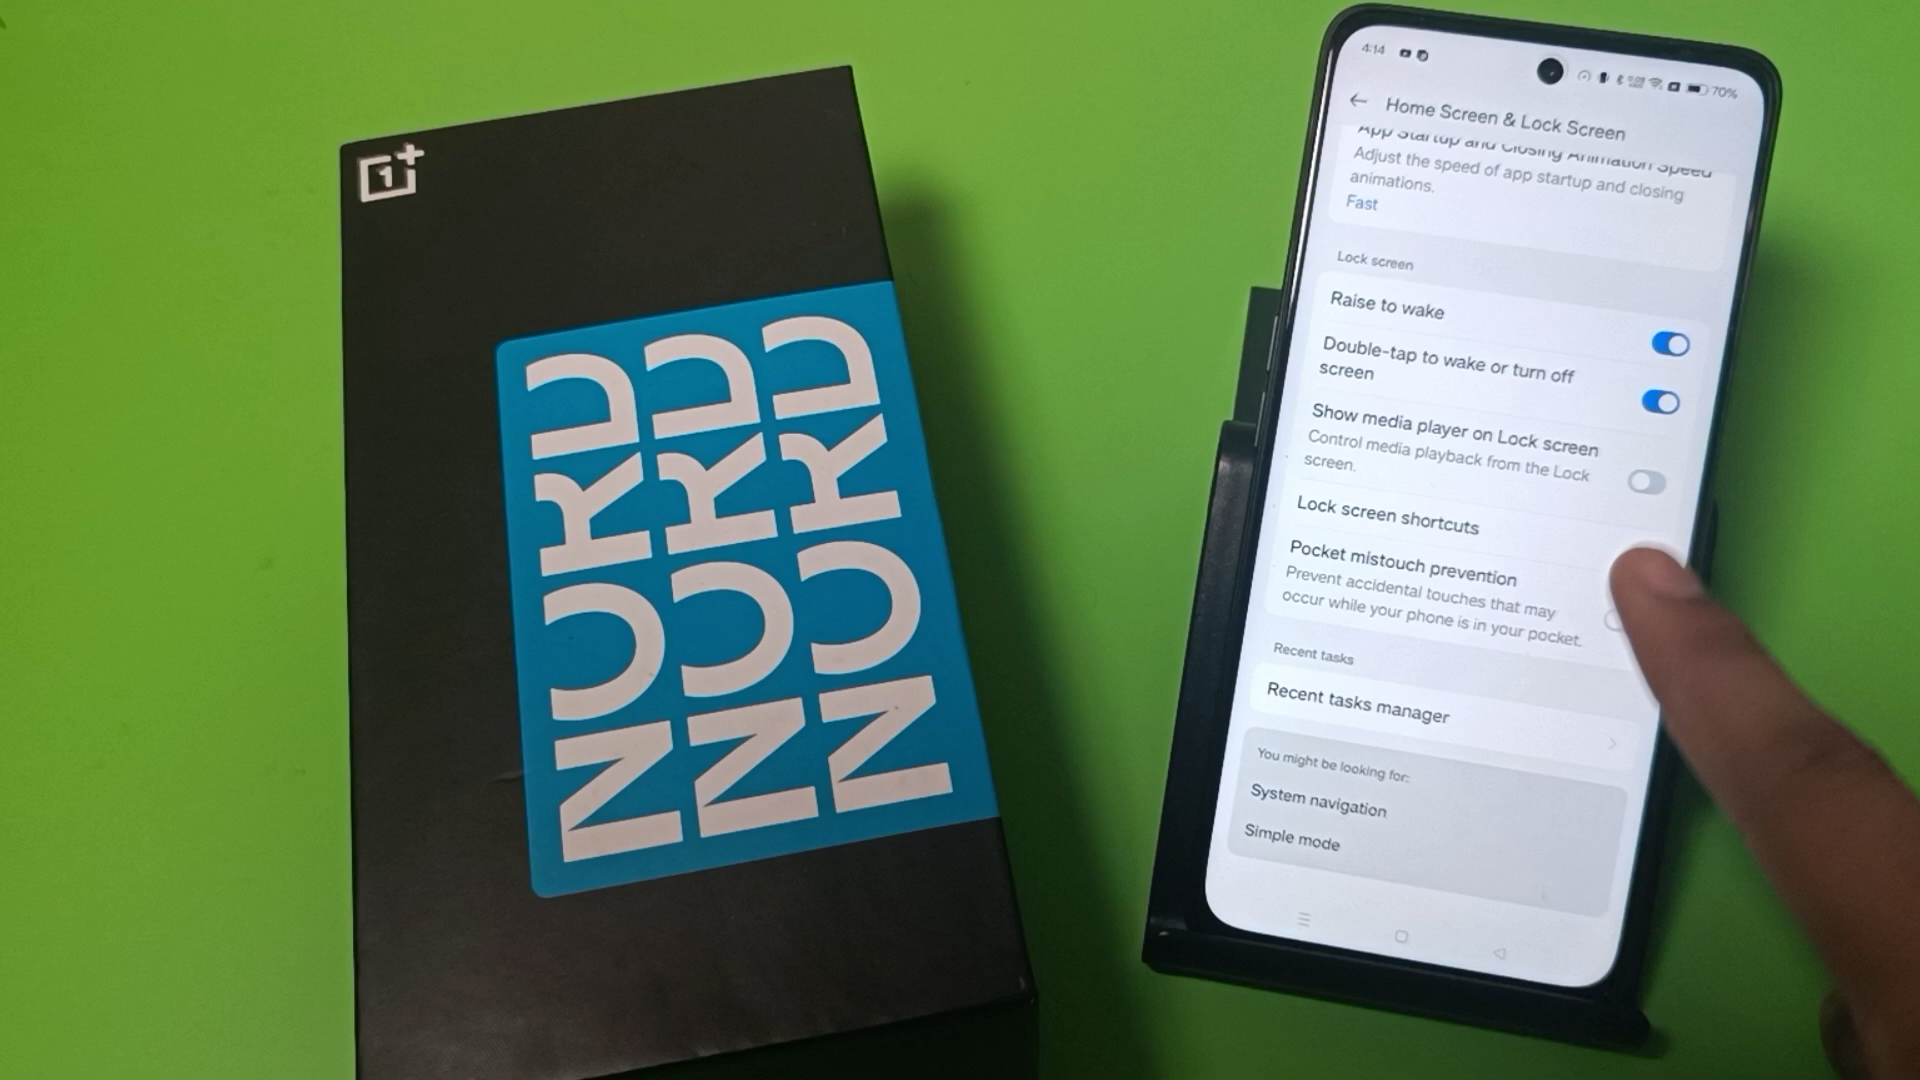 NORD
NORD
NORD
4:14
70%
Home Screen & Lock Screen
App Startup and Closing Animation Speed
Adjust the speed of app startup and closing
animations.
Fast
Lock screen
Raise to wake
Double-tap to wake or turn off
screen
Show media player on Lock screen
Control media playback from the Lock
screen.
Lock screen shortcuts
Pocket mistouch prevention
Prevent accidental touches that may
occur while your phone is in your pocket.
Recent tasks
Recent tasks manager
You might be looking for:
System navigation
Simple mode